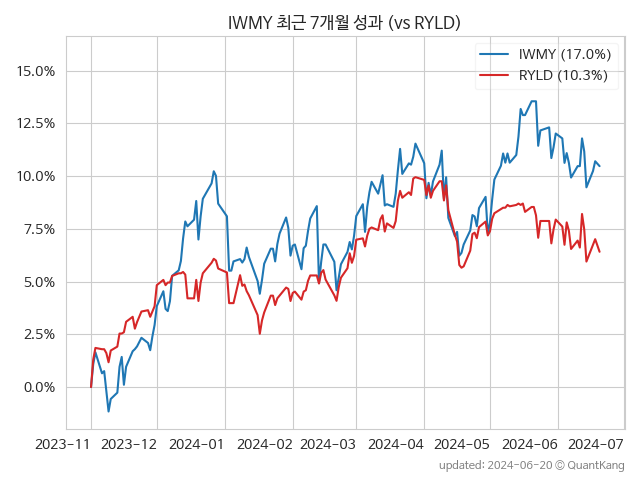 IWMY 최근 7개월 성과 (vs RYLD)
IWMY (17.0%)
RYLD (10.3%)
15.0%
12.5%
10.0%
7.5%
5.0%
2.5%
0.0%
2023-11 2023-12 2024-01 2024-02 2024-03 2024-04 2024-05 2024-06 2024-07
updated: 2024-06-20 © QuantKang